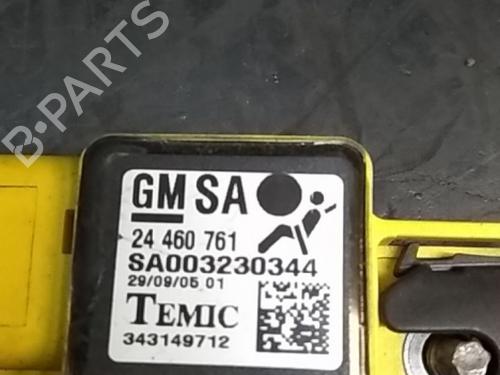 B·PARTS
GM SA
24 460 761
SA003230344
29/09/05 01
TEMIC
343149712